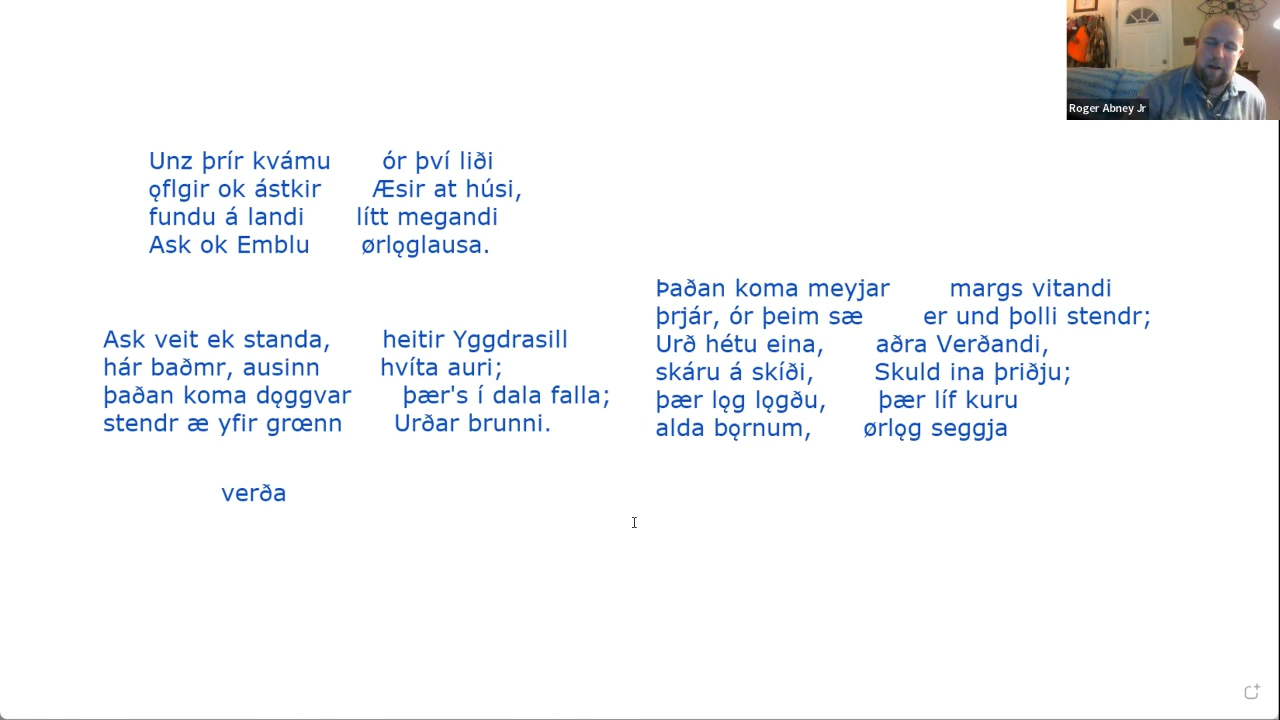 Roger Abney Jr
Unz þrír kvámu ór því liði
ǫflgir ok ástkir Æsir at húsi,
fundu á landi lítt megandi
Ask ok Emblu ørlǫglausa.
Ask veit ek standa, heitir Yggdrasill
hár baðmr, ausinn hvíta auri;
þaðan koma dǫggvar þær's í dala falla;
stendr æ yfir grœnn Urðar brunni.
verða
Þaðan koma meyjar margs vitandi
þrjár, ór þeim sæ er und þolli stendr;
Urð hétu eina, aðra Verðandi,
skáru á skíði, Skuld ina þriðju;
þær lǫg lǫgðu, þær líf kuru
alda bǫrnum, ørlǫg seggja